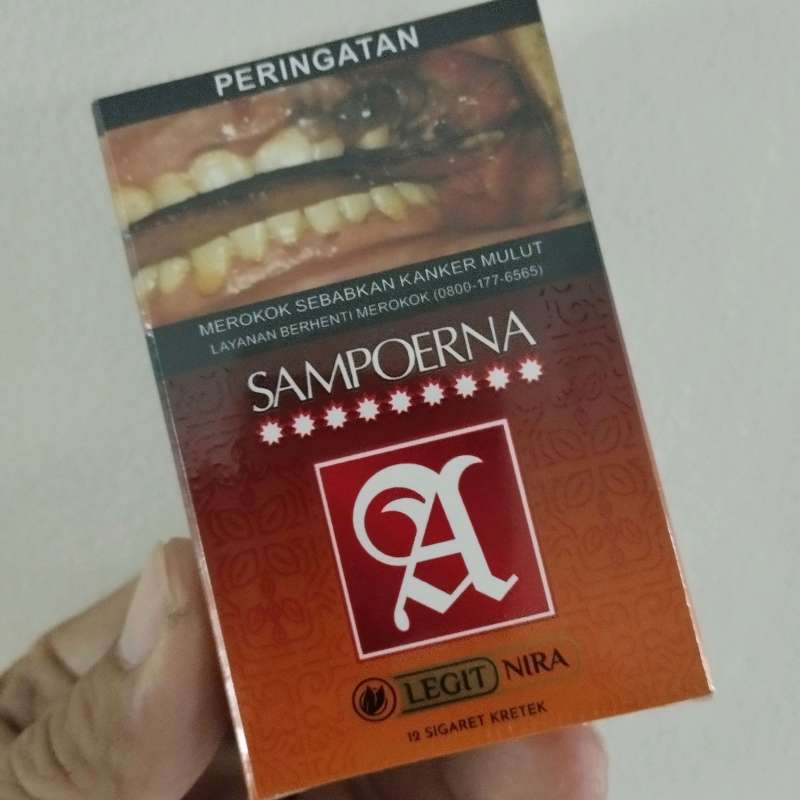 PERINGATAN
MEROKOK SEBABKAN KANKER MULUT
LAYANAN BERHENTI MEROKOK (0800-177-6565)
SAMPOERNA
A
LEGIT NIRA
12 SIGARET KRETEK